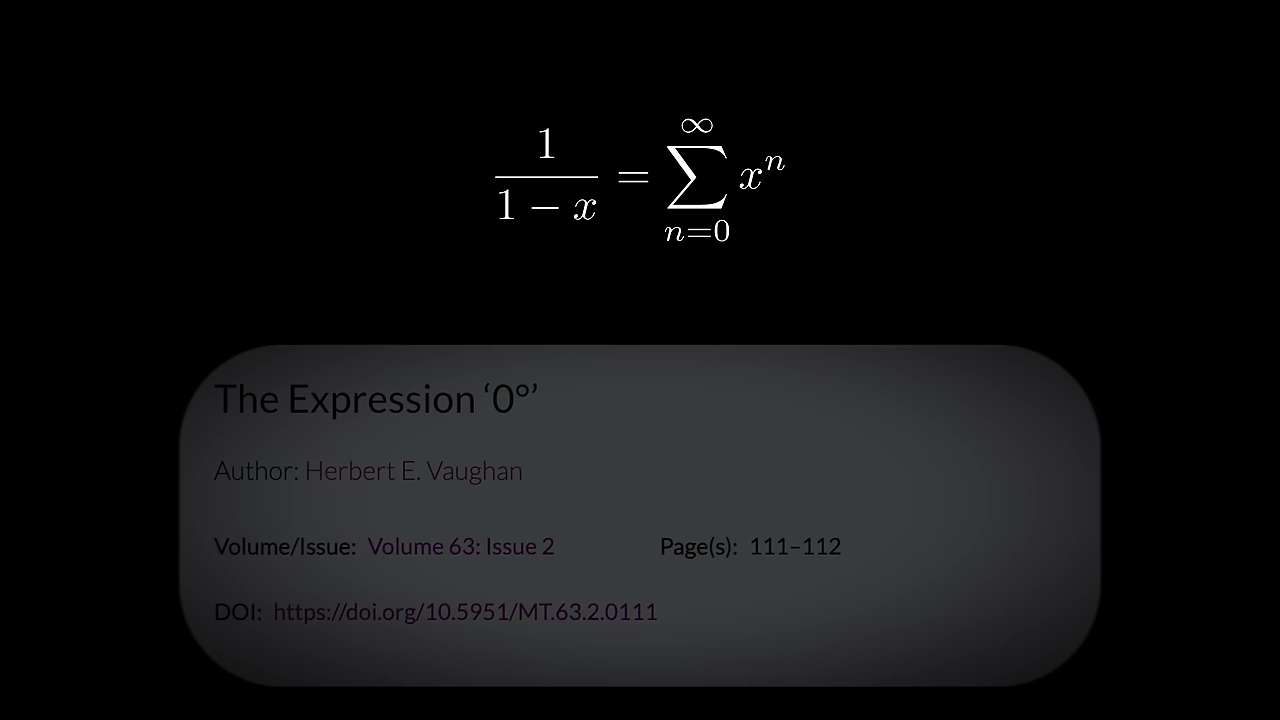 1/(1 − x) = ∑_{n=0}^{∞} x^n
The Expression ‘0°’
Author: Herbert E. Vaughan
Volume/Issue: Volume 63: Issue 2 Page(s): 111–112
DOI: https://doi.org/10.5951/MT.63.2.0111